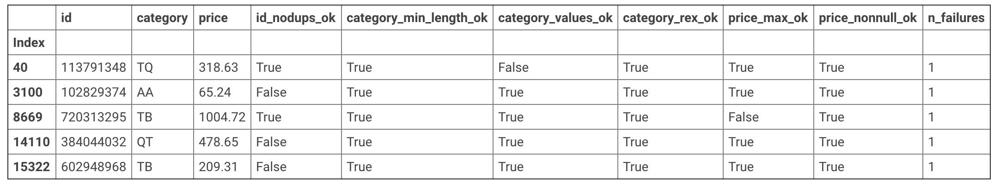 id category price id_nodups_ok category_min_length_ok category_values_ok category_rex_ok price_max_ok price_nonnull_ok n_failures
Index
40 113791348 TQ 318.63 True True False True True True 1
3100 102829374 AA 65.24 False True True True True True 1
8669 720313295 TB 1004.72 True True True True False True 1
14110 384044032 QT 478.65 False True True True True True 1
15322 602948968 TB 209.31 False True True True True True 1